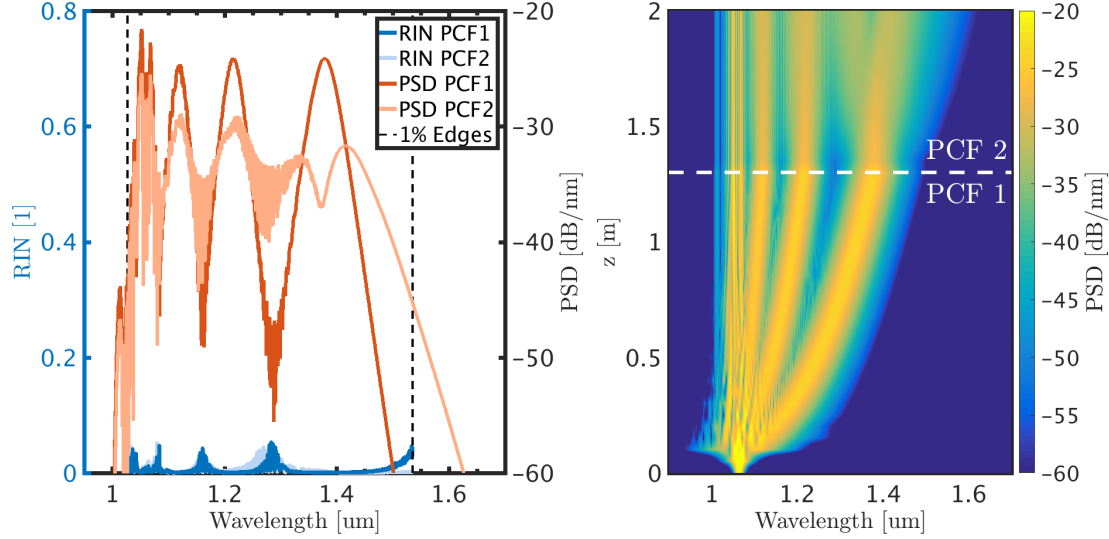 0.8
0.6
0.4
0.2
0
RIN [1]
1
1.2
1.4
1.6
Wavelength [um]
-20
-30
-40
-50
-60
PSD [dB/nm]
RIN PCF1
RIN PCF2
PSD PCF1
PSD PCF2
1% Edges
2
1.5
1
0.5
0
z [m]
PCF 2
PCF 1
1
1.2
1.4
1.6
Wavelength [um]
-20
-25
-30
-35
-40
-45
-50
-55
-60
PSD [dB/nm]